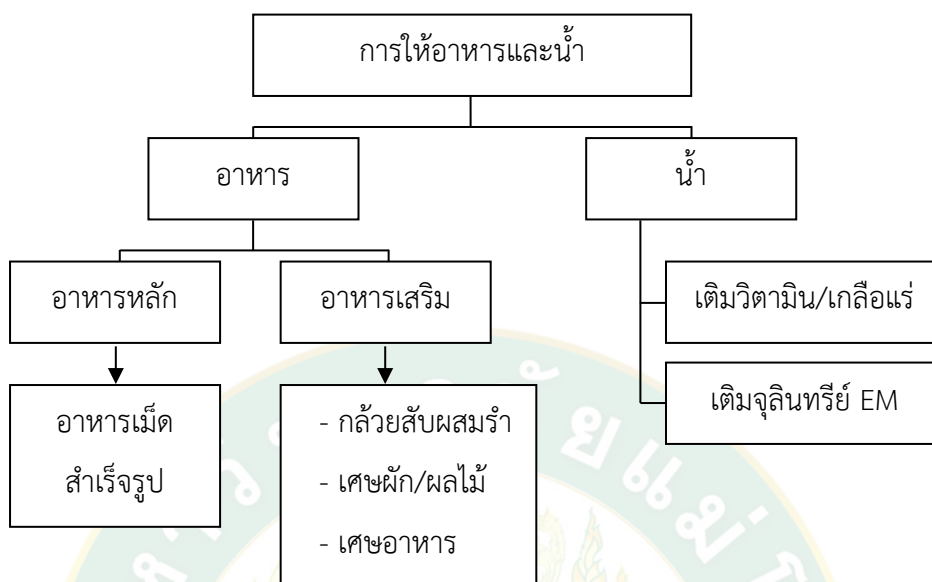 การให้อาหารและน้ำ
อาหาร
น้ำ
อาหารหลัก
อาหารเสริม
เติมวิตามิน/เกลือแร่
อาหารเม็ด
สำเร็จรูป
- กล้วยสับผสมรำ
- เศษผัก/ผลไม้
- เศษอาหาร
เติมจุลินทรีย์ EM